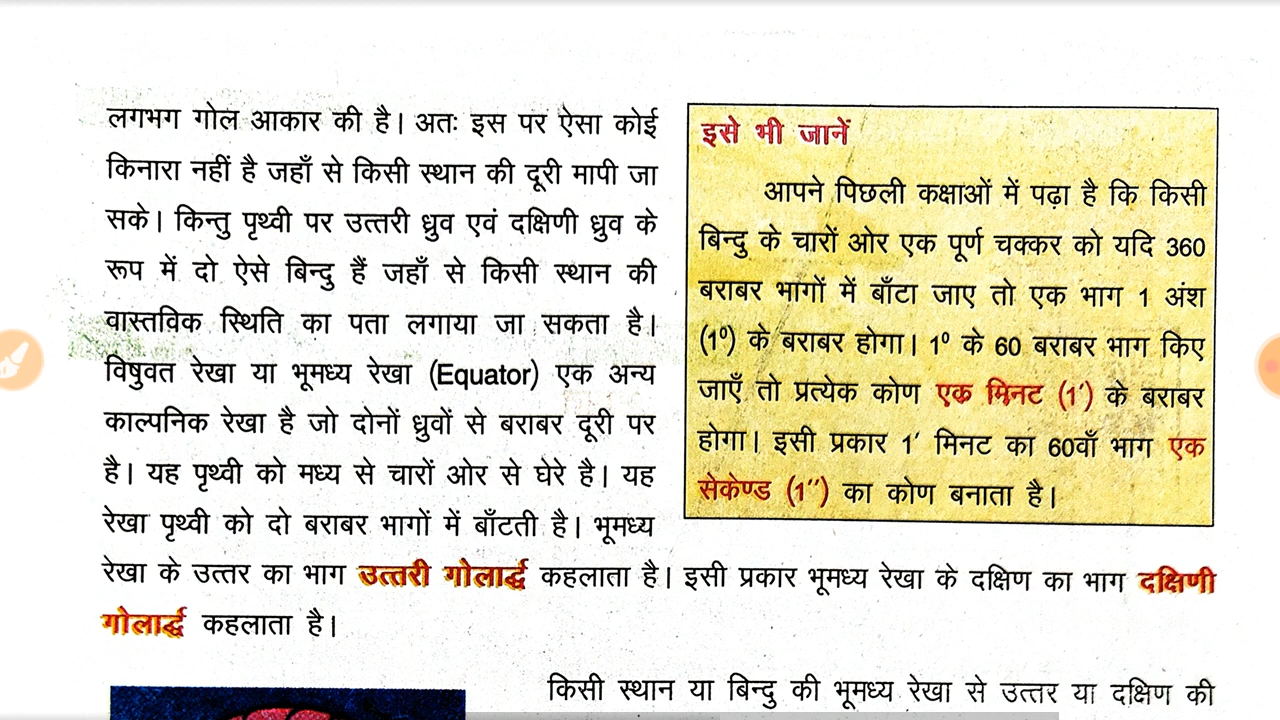 लगभग गोल आकार की है। अतः इस पर ऐसा कोई
किनारा नहीं है जहाँ से किसी स्थान की दूरी मापी जा
सके। किन्तु पृथ्वी पर उत्तरी ध्रुव एवं दक्षिणी ध्रुव के
रूप में दो ऐसे बिन्दु हैं जहाँ से किसी स्थान की
वास्तविक स्थिति का पता लगाया जा सकता है।
विषुवत रेखा या भूमध्य रेखा (Equator) एक अन्य
काल्पनिक रेखा है जो दोनों ध्रुवों से बराबर दूरी पर
है। यह पृथ्वी को मध्य से चारों ओर से घेरे है। यह
रेखा पृथ्वी को दो बराबर भागों में बाँटती है। भूमध्य
रेखा के उत्तर का भाग उत्तरी गोलार्द्ध कहलाता है। इसी प्रकार भूमध्य रेखा के दक्षिण का भाग दक्षिणी
गोलार्द्ध कहलाता है।
इसे भी जानें
आपने पिछली कक्षाओं में पढ़ा है कि किसी
बिन्दु के चारों ओर एक पूर्ण चक्कर को यदि 360
बराबर भागों में बाँटा जाए तो एक भाग 1 अंश
(1⁰) के बराबर होगा। 1⁰ के 60 बराबर भाग किए
जाएँ तो प्रत्येक कोण एक मिनट (1′) के बराबर
होगा। इसी प्रकार 1′ मिनट का 60वाँ भाग एक
सेकेण्ड (1′′) का कोण बनाता है।
किसी स्थान या बिन्दु की भूमध्य रेखा से उत्तर या दक्षिण की